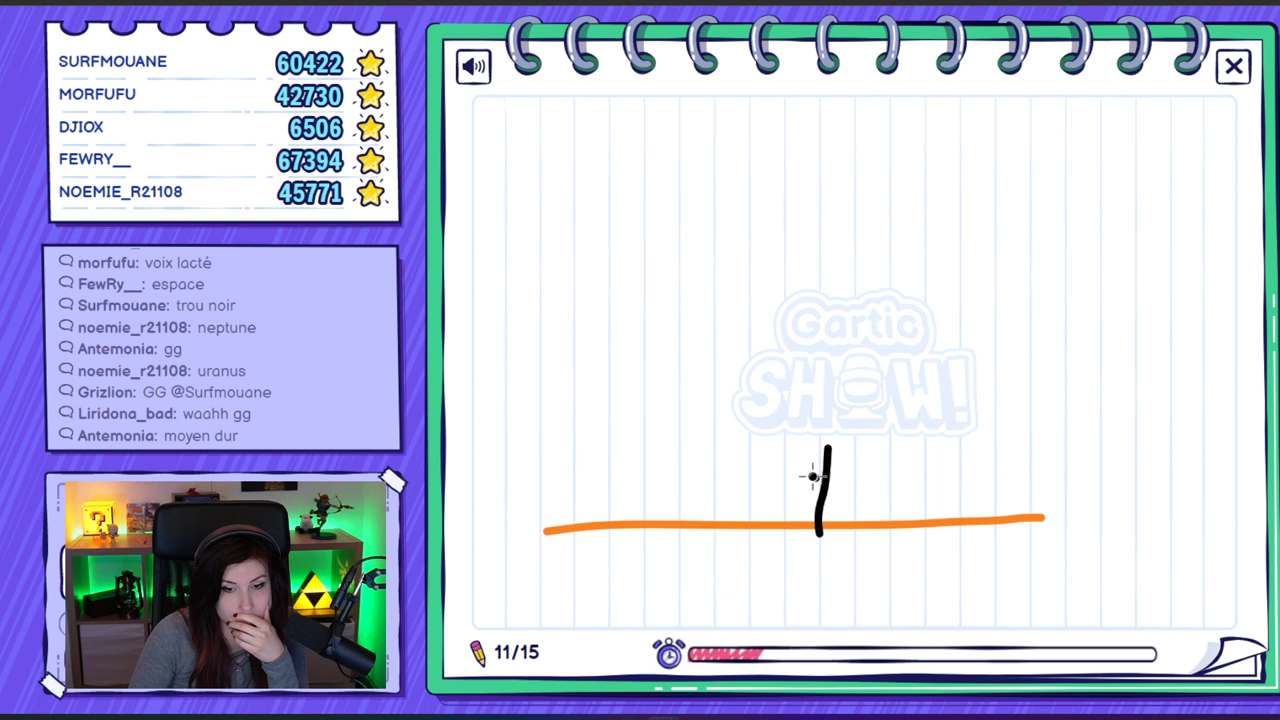 SURFMOUANE 60422
MORFUFU 42730
DJIOX 6506
FEWRY__ 67394
NOEMIE_R21108 45771
morfufu: voix lacté
FewRy__: espace
Surfmouane: trou noir
noemie_r21108: neptune
Antemonia: gg
noemie_r21108: uranus
Grizlion: GG @Surfmouane
Liridona_bad: waahh gg
Antemonia: moyen dur
Gartic
SHOW!
11/15